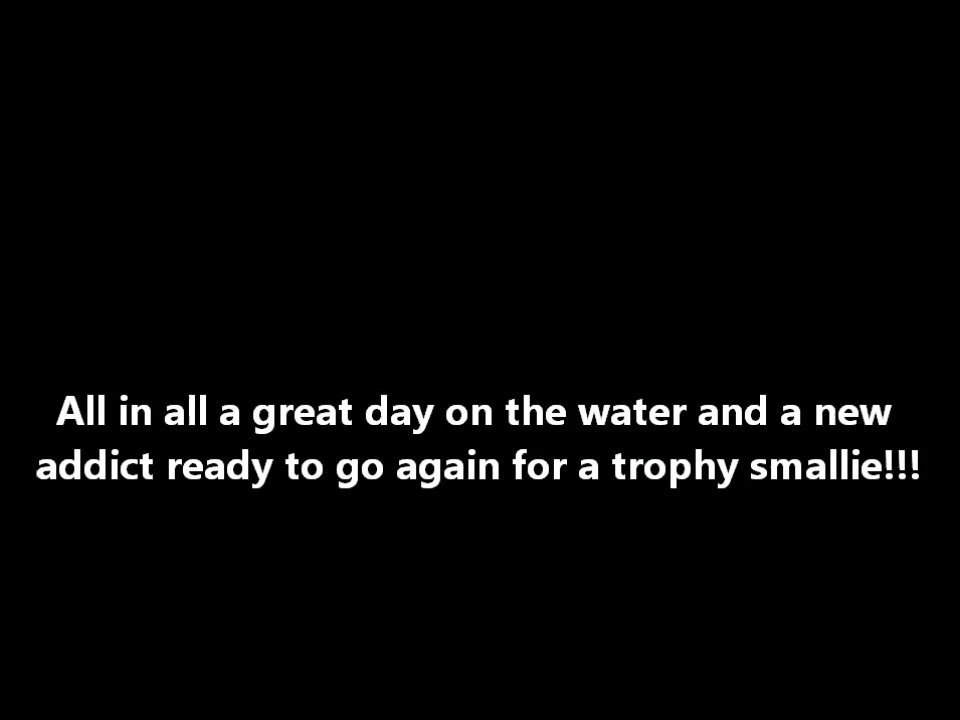 All in all a great day on the water and a new
addict ready to go again for a trophy smallie!!!